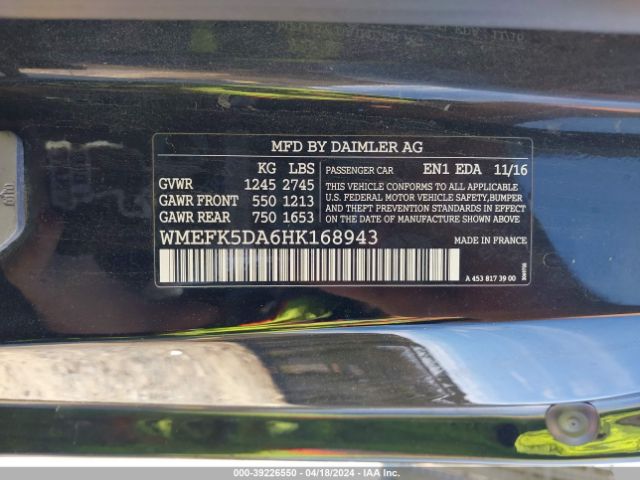 MFD BY DAIMLER AG
KG LBS
GVWR 1245 2745
GAWR FRONT 550 1213
GAWR REAR 750 1653
PASSENGER CAR EN1 EDA 11/16
THIS VEHICLE CONFORMS TO ALL APPLICABLE
U.S. FEDERAL MOTOR VEHICLE SAFETY,BUMPER
AND THEFT PREVENTION STANDARDS IN EFFECT
ON THE DATE OF MANUFACTURE SHOWN ABOVE
WMEFK5DA6HK168943 MADE IN FRANCE
A 453 817 39 00
000-39226550 - 04/18/2024 - IAA Inc.